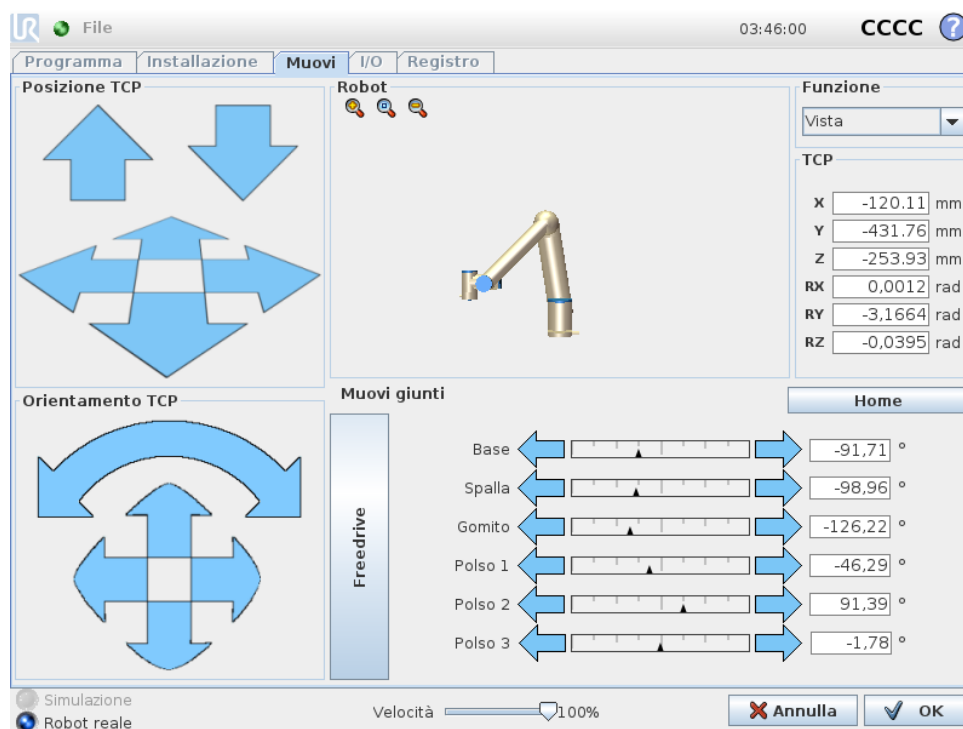 UR File 03:46:00 CCCC ?
Programma Installazione Muovi I/O Registro
Posizione TCP
Robot
Funzione
Vista
TCP
X -120.11 mm
Y -431.76 mm
Z -253.93 mm
RX 0,0012 rad
RY -3,1664 rad
RZ -0,0395 rad
Orientamento TCP
Muovi giunti
Home
Freedrive
Base -91,71 °
Spalla -98,96 °
Gomito -126,22 °
Polso 1 -46,29 °
Polso 2 91,39 °
Polso 3 -1,78 °
Simulazione
Robot reale
Velocità 100%
Annulla
OK